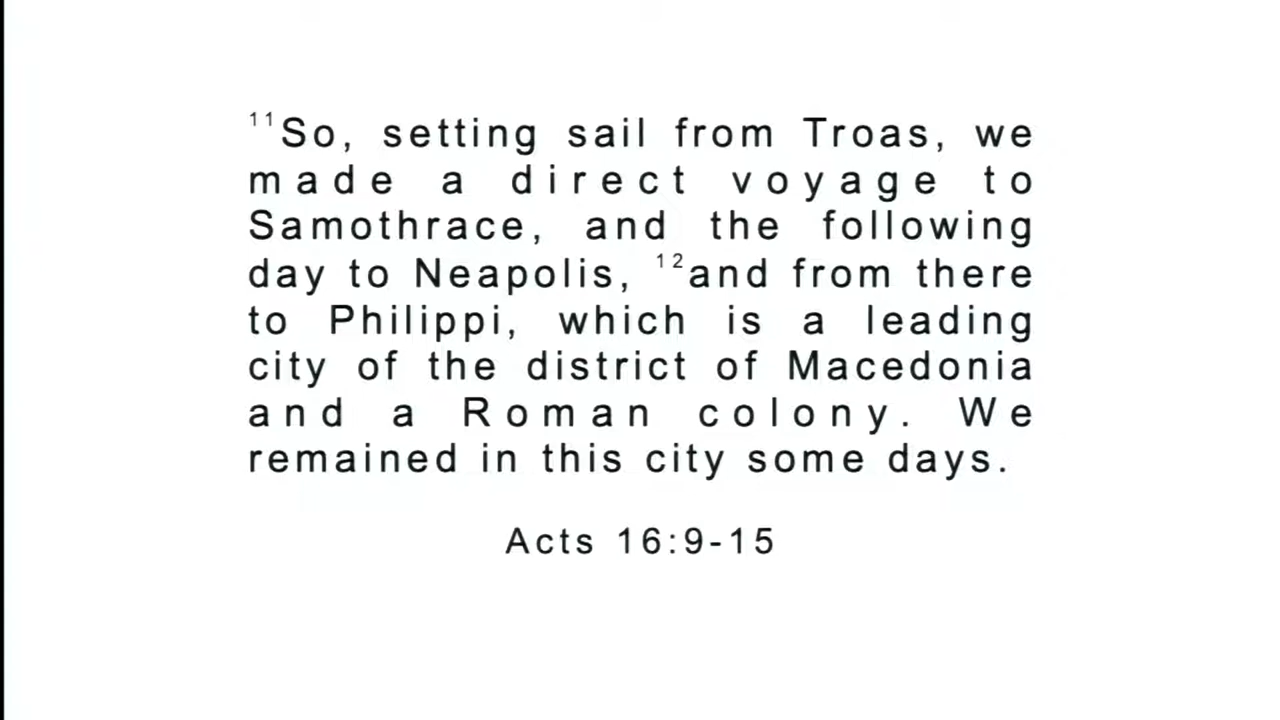 11So, setting sail from Troas, we
made a direct voyage to
Samothrace, and the following
day to Neapolis, 12and from there
to Philippi, which is a leading
city of the district of Macedonia
and a Roman colony. We
remained in this city some days.
Acts 16:9-15